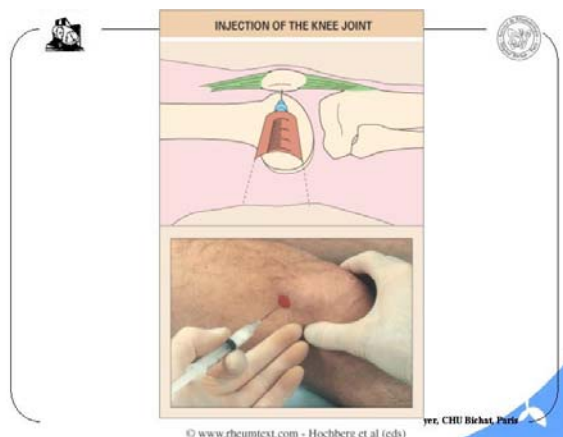 INJECTION OF THE KNEE JOINT
yer, CHU Bichat, Paris
© www.rheumtext.com - Hochberg et al (eds)